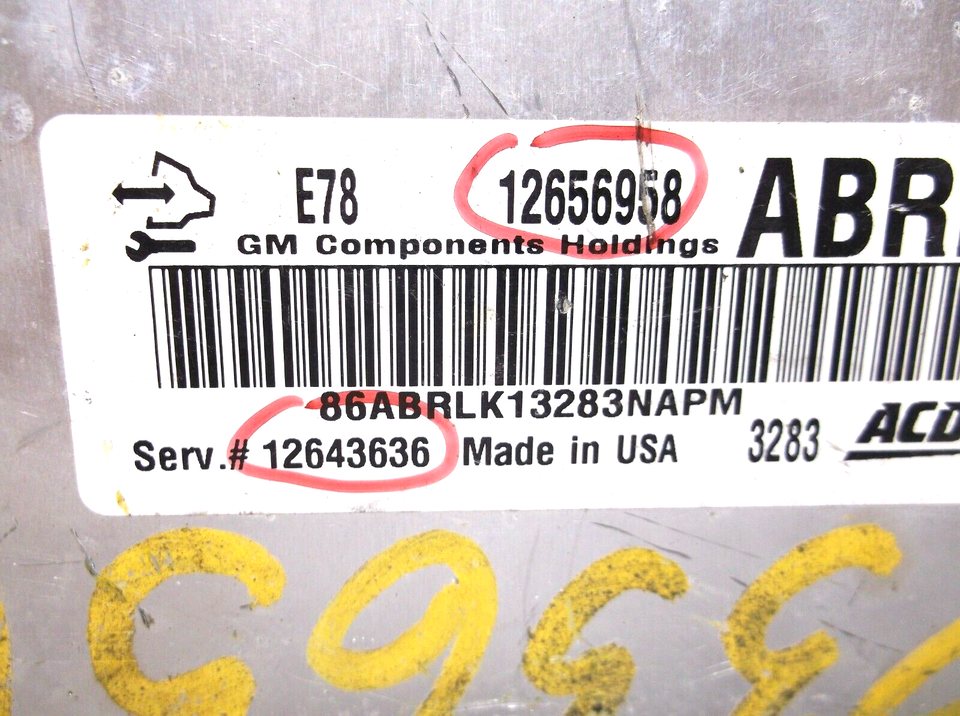 E78 12656958 ABR
GM Components Holdings
86ABRLK13283NAPM
Serv.# 12643636 Made in USA 3283 ACD